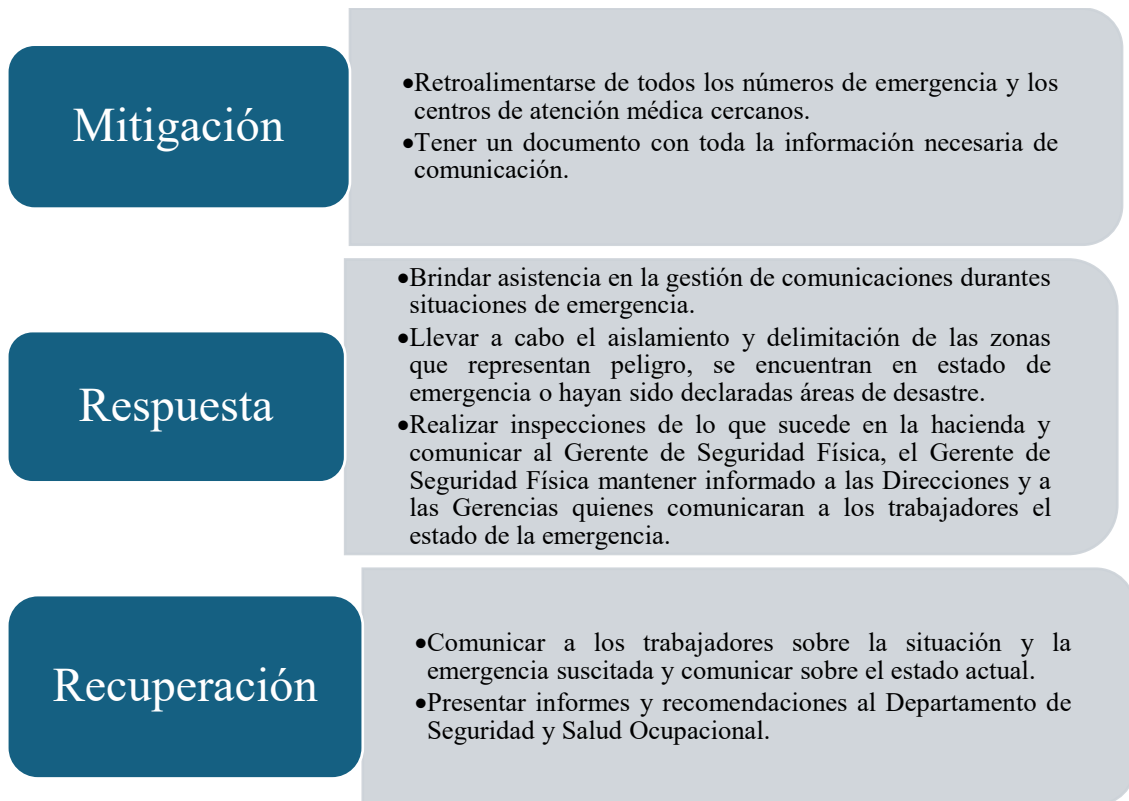 Mitigación
•Retroalimentarse de todos los números de emergencia y los
centros de atención médica cercanos.
•Tener un documento con toda la información necesaria de
comunicación.
Respuesta
•Brindar asistencia en la gestión de comunicaciones durantes
situaciones de emergencia.
•Llevar a cabo el aislamiento y delimitación de las zonas
que representan peligro, se encuentran en estado de
emergencia o hayan sido declaradas áreas de desastre.
•Realizar inspecciones de lo que sucede en la hacienda y
comunicar al Gerente de Seguridad Física, el Gerente de
Seguridad Física mantener informado a las Direcciones y a
las Gerencias quienes comunicaran a los trabajadores el
estado de la emergencia.
Recuperación
•Comunicar a los trabajadores sobre la situación y la
emergencia suscitada y comunicar sobre el estado actual.
•Presentar informes y recomendaciones al Departamento de
Seguridad y Salud Ocupacional.